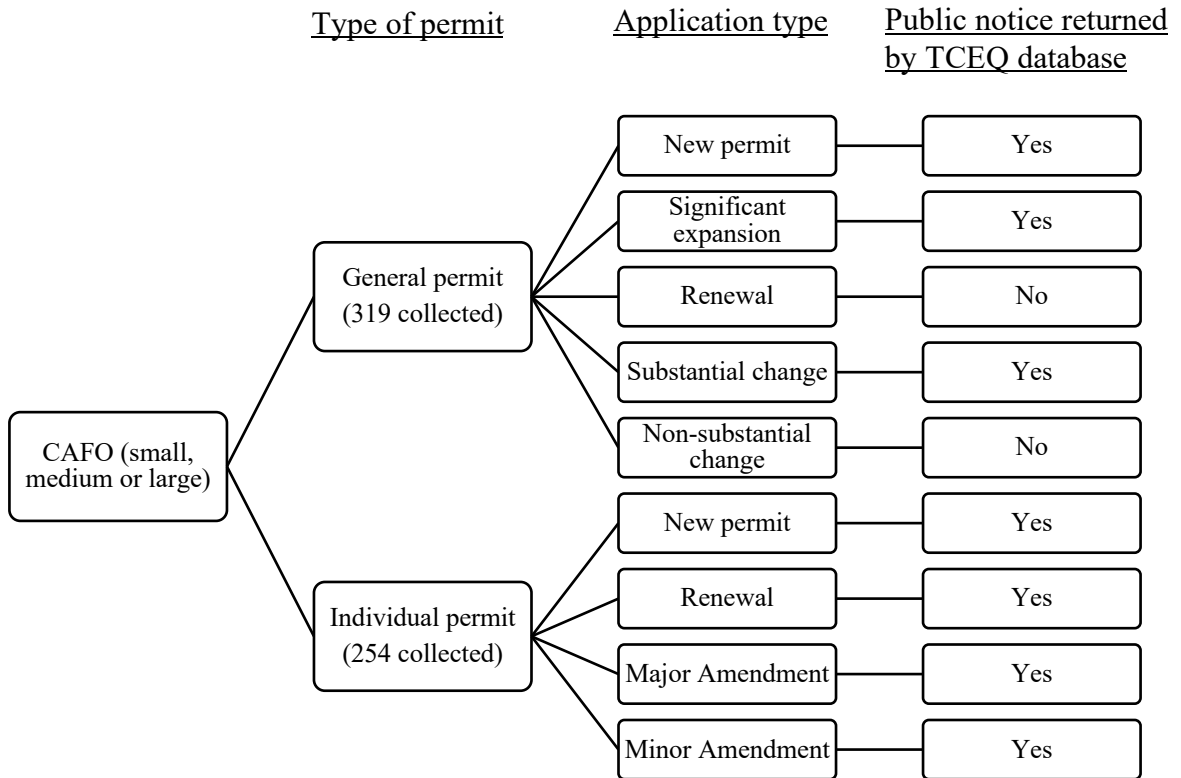 Type of permit
Application type
Public notice returned
by TCEQ database
CAFO (small,
medium or large)
General permit
(319 collected)
New permit
Yes
Significant
expansion
Yes
Renewal
No
Substantial change
Yes
Non-substantial
change
No
Individual permit
(254 collected)
New permit
Yes
Renewal
Yes
Major Amendment
Yes
Minor Amendment
Yes